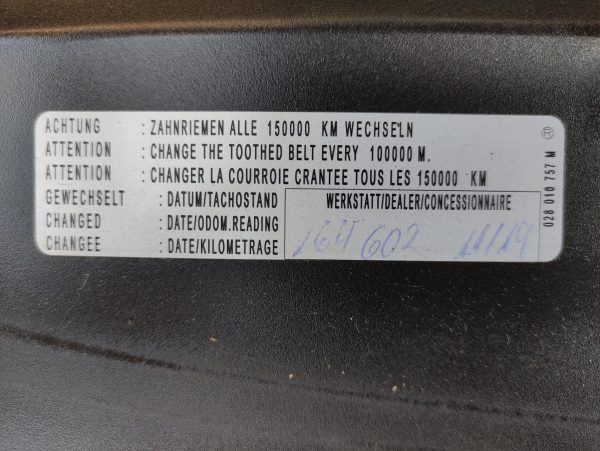 ACHTUNG : ZAHNRIEMEN ALLE 150000 KM WECHSELN
ATTENTION : CHANGE THE TOOTHED BELT EVERY 100000 M.
ATTENTION : CHANGER LA COURROIE CRANTEE TOUS LES 150000 KM
GEWECHSELT : DATUM/TACHOSTAND
CHANGED : DATE/ODOM.READING
CHANGEE : DATE/KILOMETRAGE
WERKSTATT/DEALER/CONCESSIONNAIRE
164 602 11/19
028 010 757 M